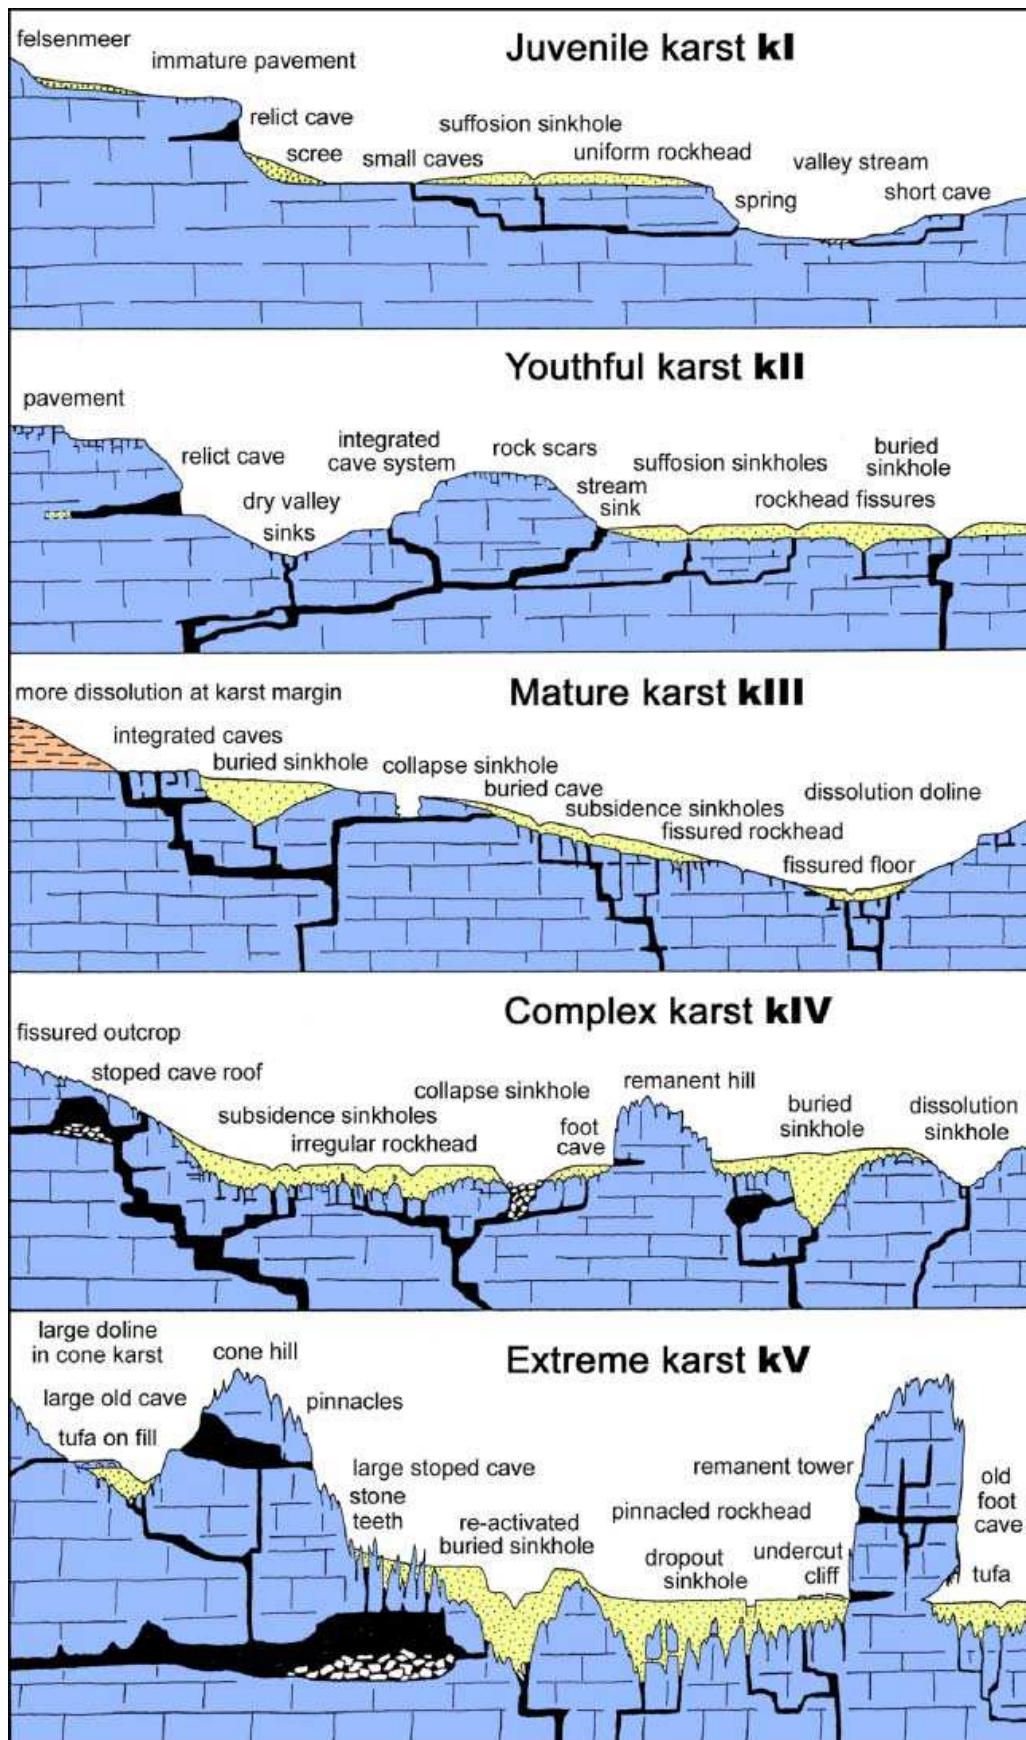 felsenmeer
Juvenile karst kI
immature pavement
relict cave
suffosion sinkhole
scree
small caves
uniform rockhead
valley stream
short cave
spring
Youthful karst kII
pavement
integrated
cave system
rock scars
buried
sinkhole
relict cave
suffosion sinkholes
stream
sink
dry valley
rockhead fissures
sinks
more dissolution at karst margin
Mature karst kIII
integrated caves
buried sinkhole
collapse sinkhole
buried cave
dissolution doline
subsidence sinkholes
fissured rockhead
fissured floor
Complex karst kIV
fissured outcrop
stoped cave roof
collapse sinkhole
remanent hill
subsidence sinkholes
irregular rockhead
foot
cave
buried
sinkhole
dissolution
sinkhole
large doline
in cone karst
cone hill
Extreme karst kV
large old cave
pinnacles
tufa on fill
large stoped cave
stone
teeth
remanent tower
old
foot
cave
re-activated
buried sinkhole
pinnacled rockhead
dropout
sinkhole
undercut
cliff
tufa